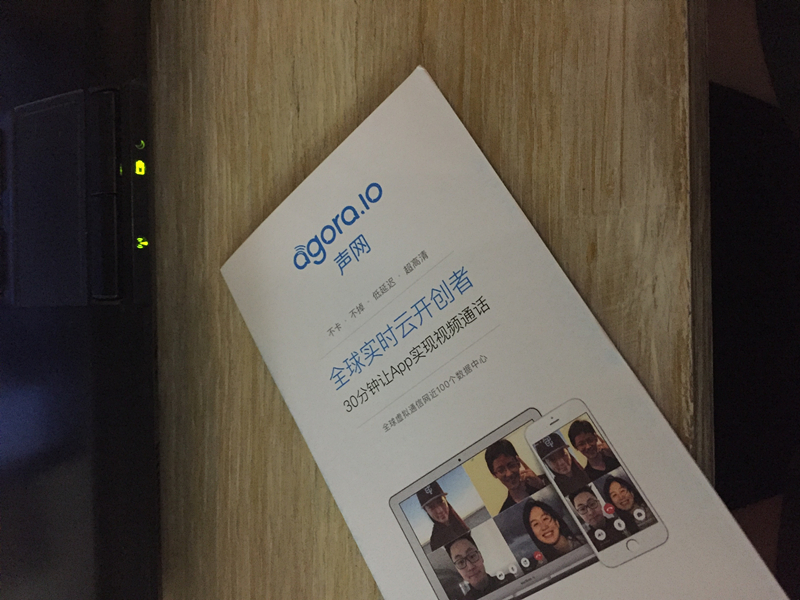 agora.io
声网
不卡 · 不掉 · 低延迟 · 超高清
全球实时云开创者
30分钟让App实现视频通话
全球虚拟通信网近100个数据中心